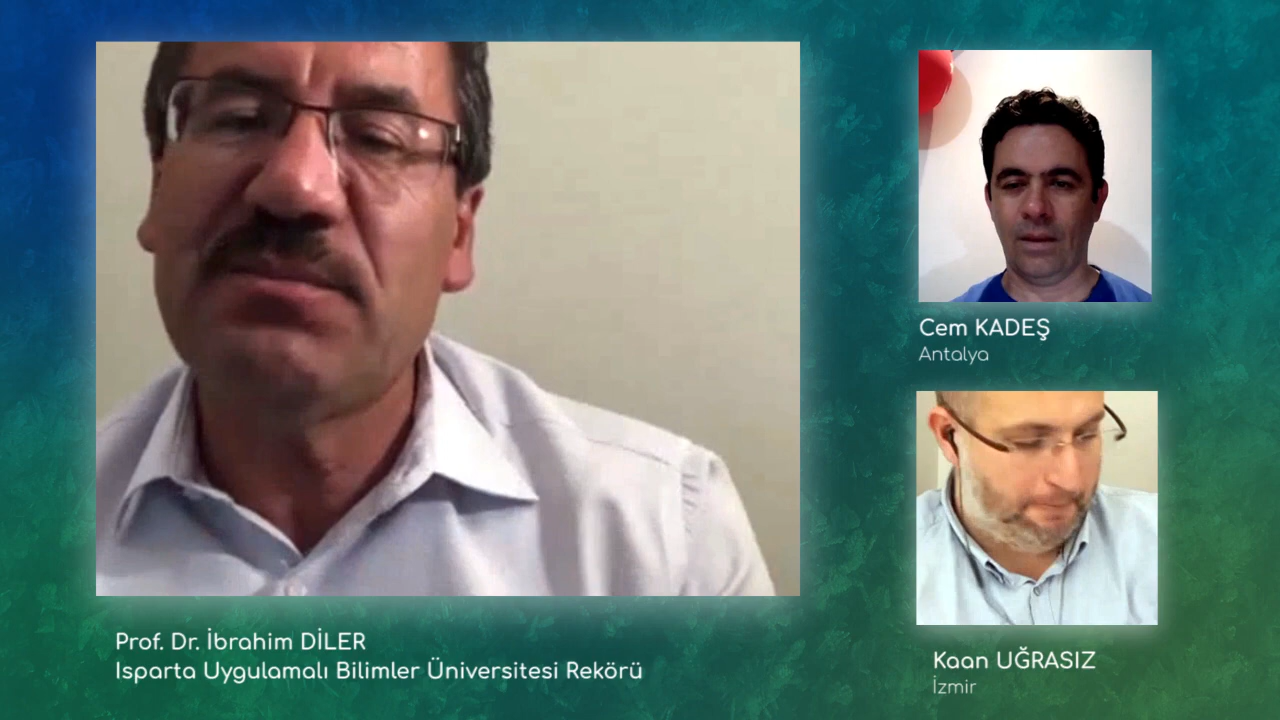 Prof. Dr. İbrahim DİLER
Isparta Uygulamalı Bilimler Üniversitesi Rekörü
Cem KADEŞ
Antalya
Kaan UĞRASIZ
İzmir